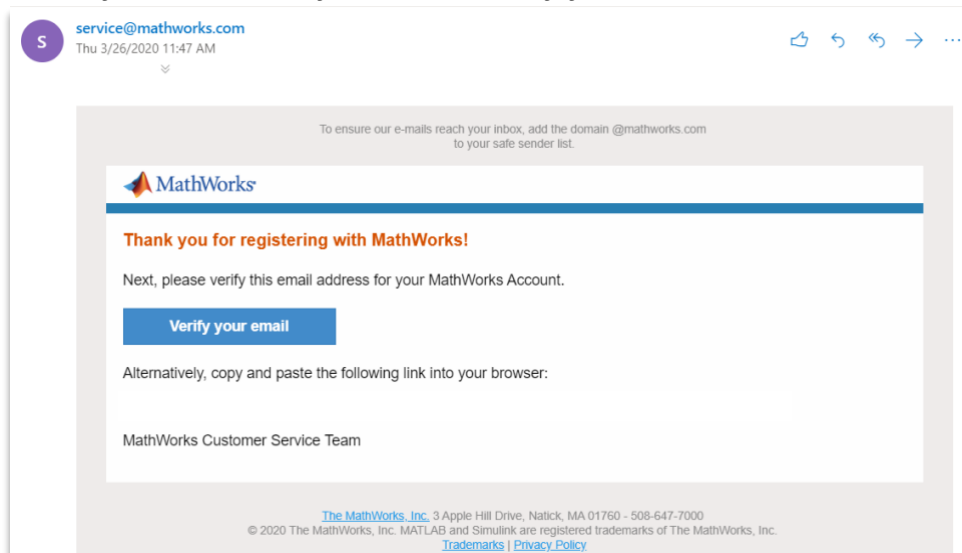 service@mathworks.com
S
Thu 3/26/2020 11:47 AM
To ensure our e-mails reach your inbox, add the domain @mathworks.com
to your safe sender list.
MathWorks
Thank you for registering with MathWorks!
Next, please verify this email address for your MathWorks Account.
Verify your email
Alternatively, copy and paste the following link into your browser:
MathWorks Customer Service Team
The MathWorks, Inc. 3 Apple Hill Drive, Natick, MA 01760 - 508-647-7000
© 2020 The MathWorks, Inc. MATLAB and Simulink are registered trademarks of The MathWorks, Inc.
Trademarks | Privacy Policy